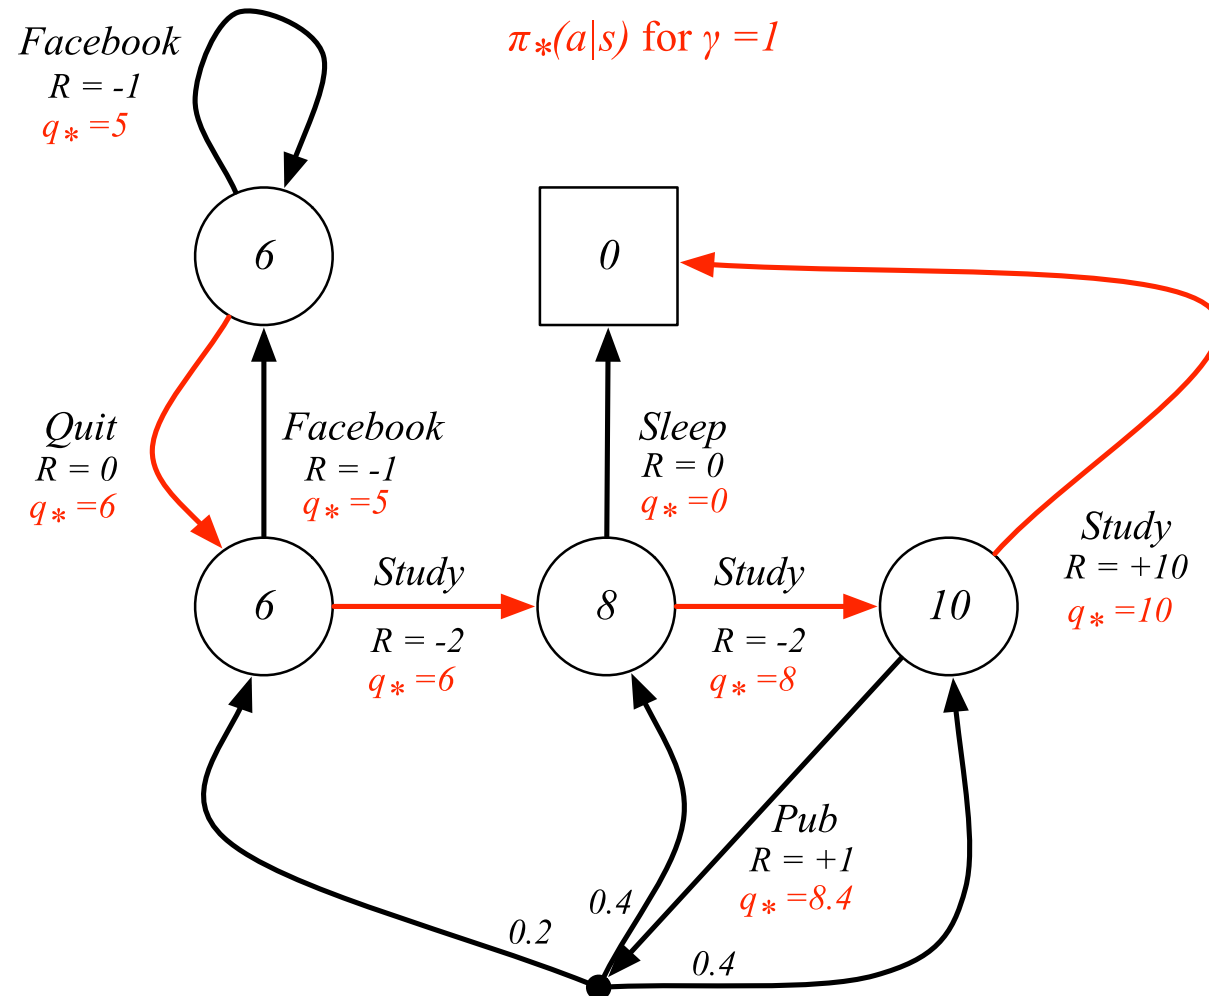 π*(a|s) for γ =1
Facebook
R = -1
q* =5
6
0
Quit
R = 0
q* =6
Facebook
R = -1
q* =5
Sleep
R = 0
q* =0
Study
R = +10
q* =10
6
Study
R = -2
q* =6
8
Study
R = -2
q* =8
10
Pub
R = +1
q* =8.4
0.2
0.4
0.4